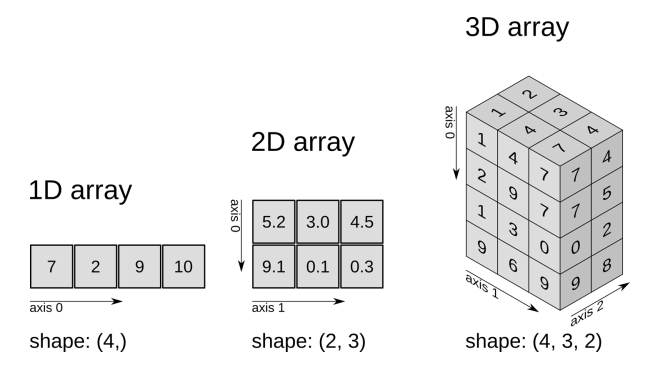 3D array
2D array
1D array
axis 0
1 2
4 3
7 4
1 4 7 7 4
2 9 7 7 5
1 3 0 0 2
9 6 9 9 8
axis 1
axis 2
shape: (4, 3, 2)
axis 0
5.2 3.0 4.5
9.1 0.1 0.3
axis 1
shape: (2, 3)
7 2 9 10
axis 0
shape: (4,)